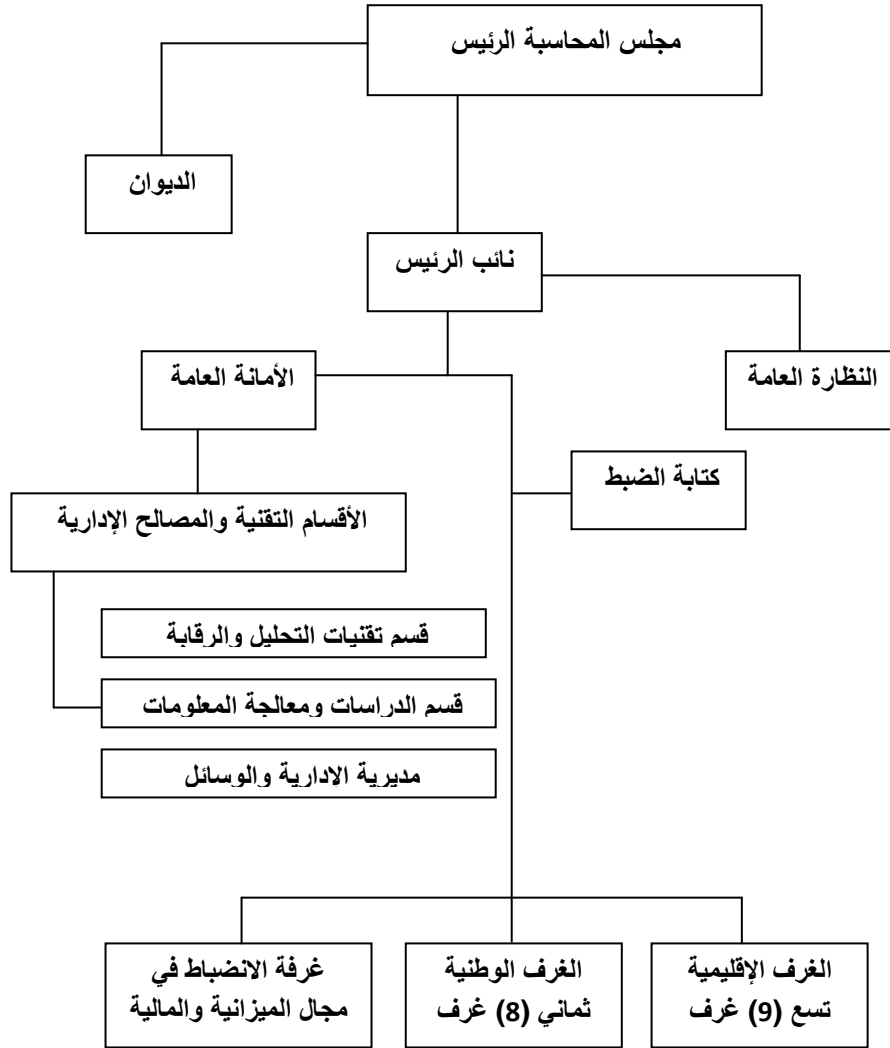 مجلس المحاسبة الرئيس
الديوان
نائب الرئيس
الأمانة العامة
النظارة العامة
كتابة الضبط
الأقسام التقنية والمصالح الإدارية
قسم تقنيات التحليل والرقابة
قسم الدراسات ومعالجة المعلومات
مديرية الادارية والوسائل
الغرف الإقليمية
تسع (9) غرف
الغرف الوطنية
ثماني (8) غرف
غرفة الانضباط في
مجال الميزانية والمالية